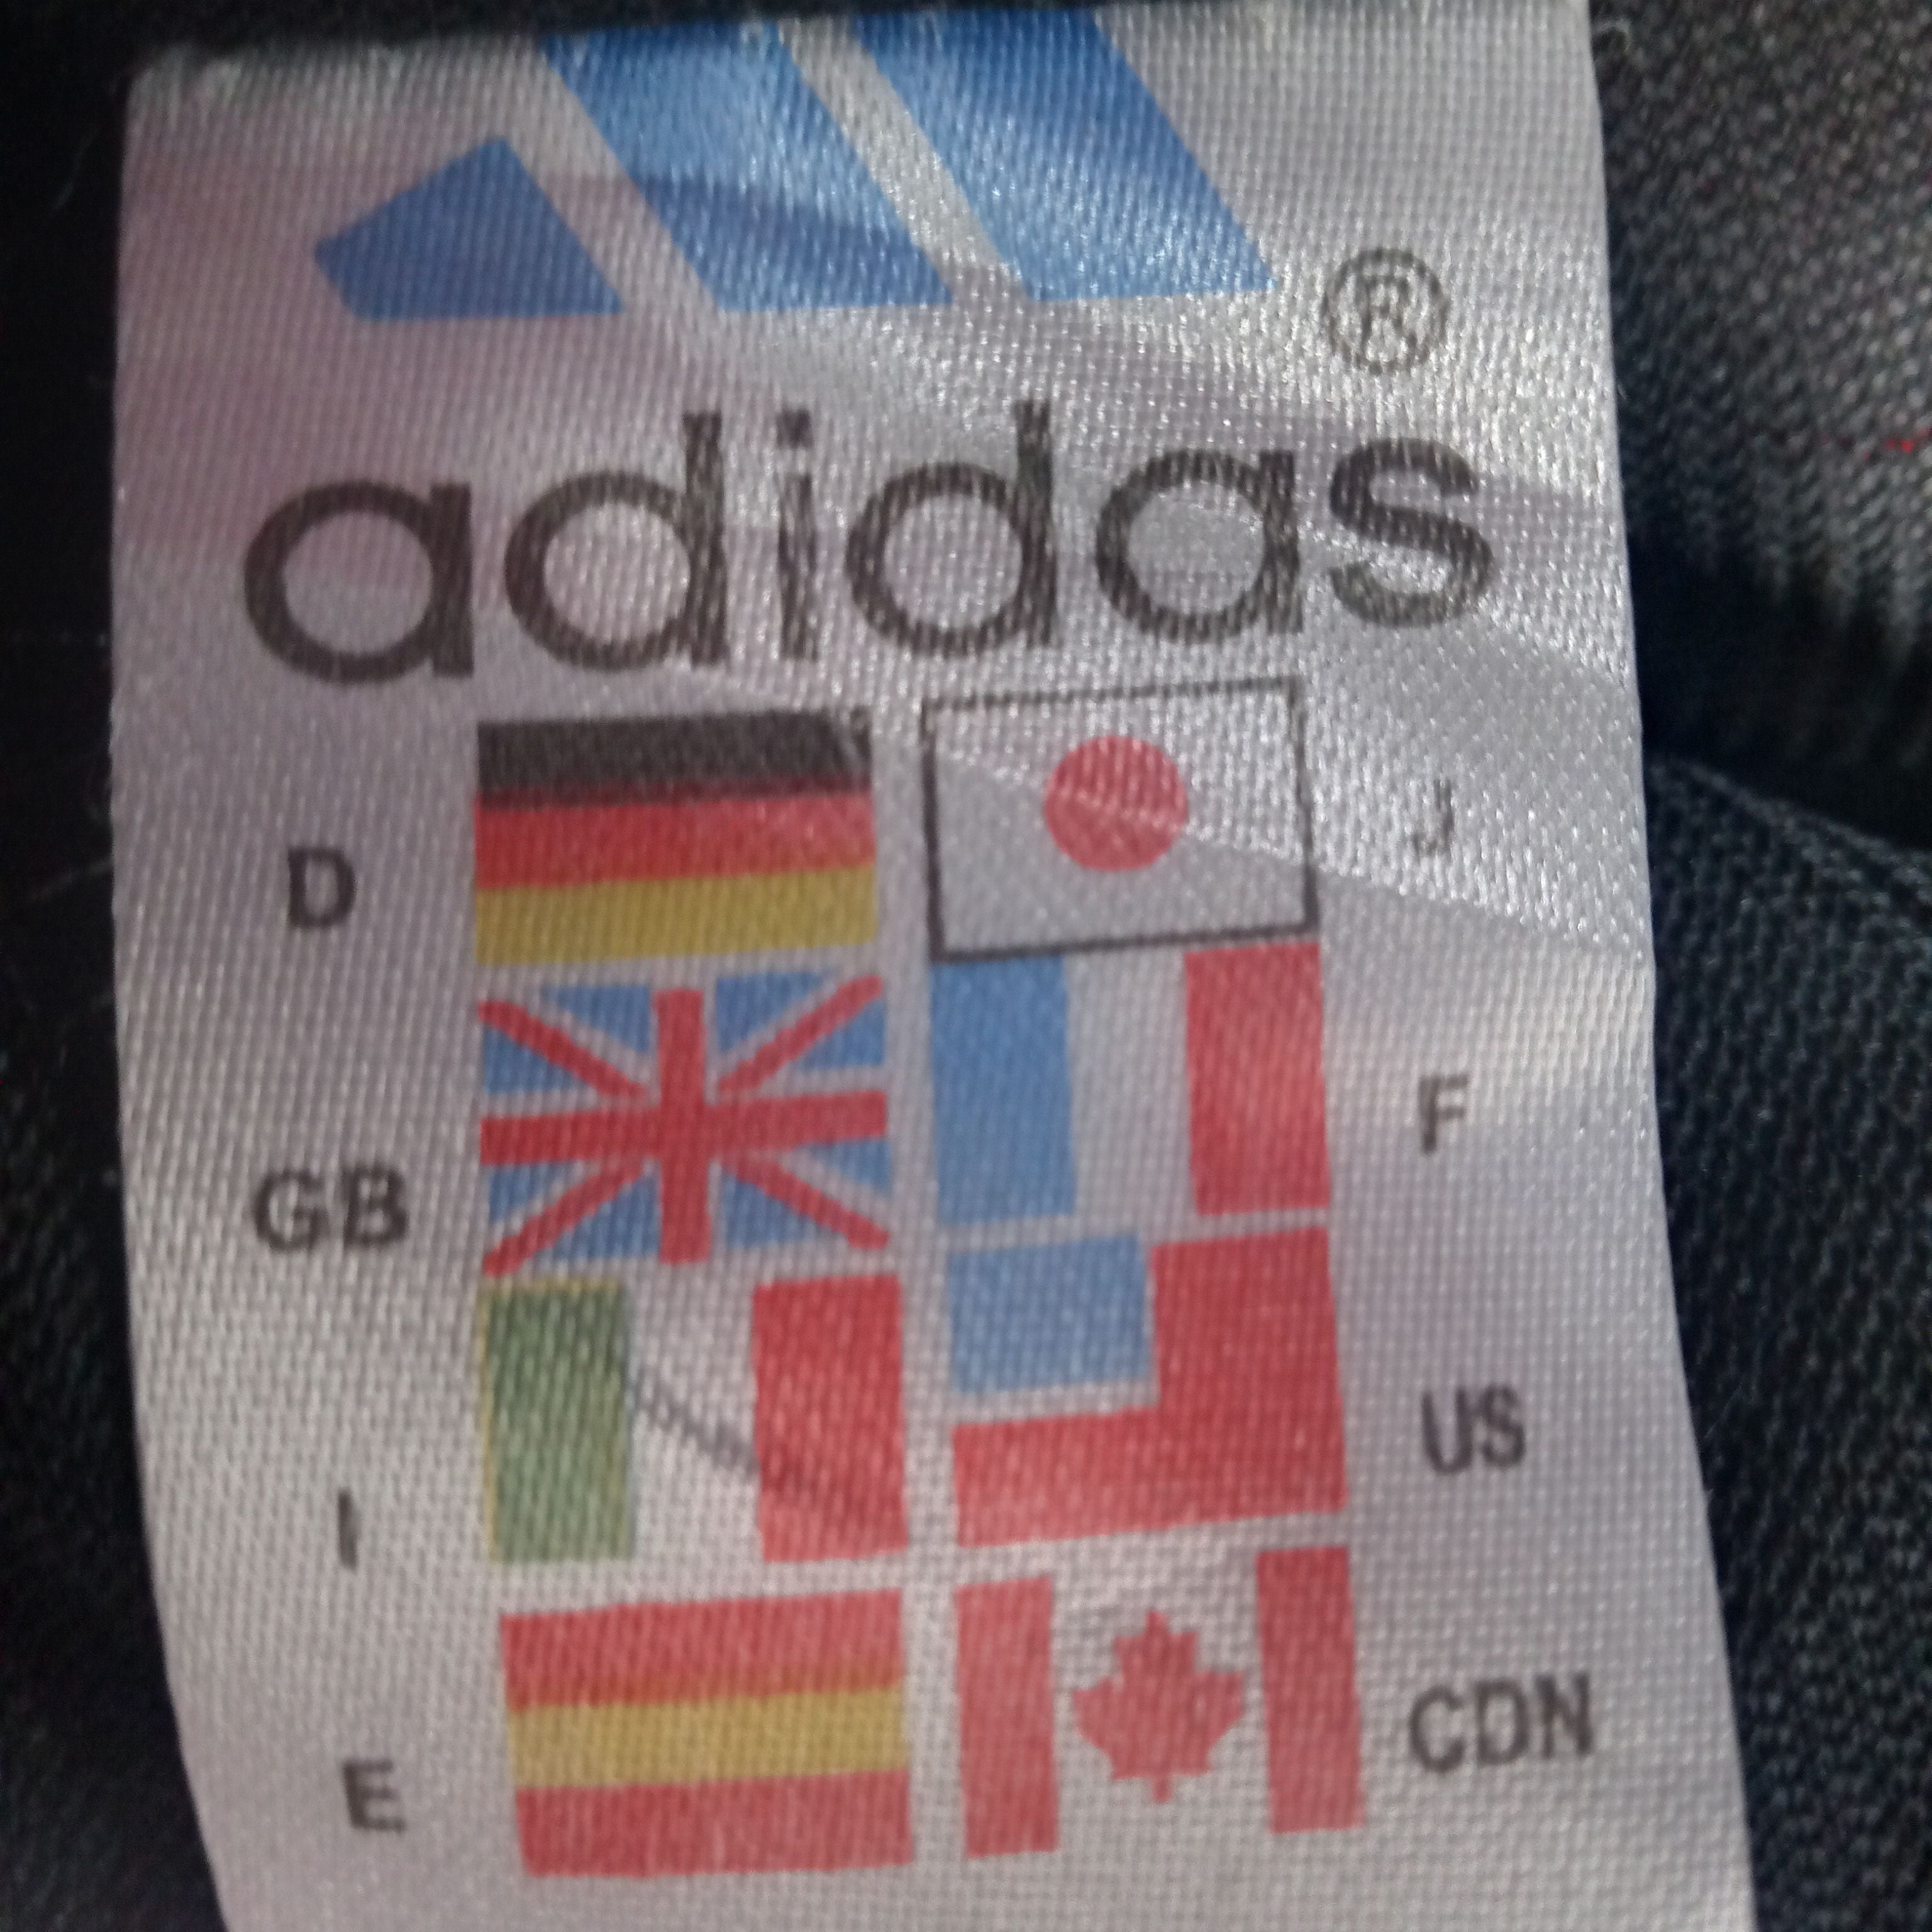 ®
adidas
D J
GB F
I US
E CDN